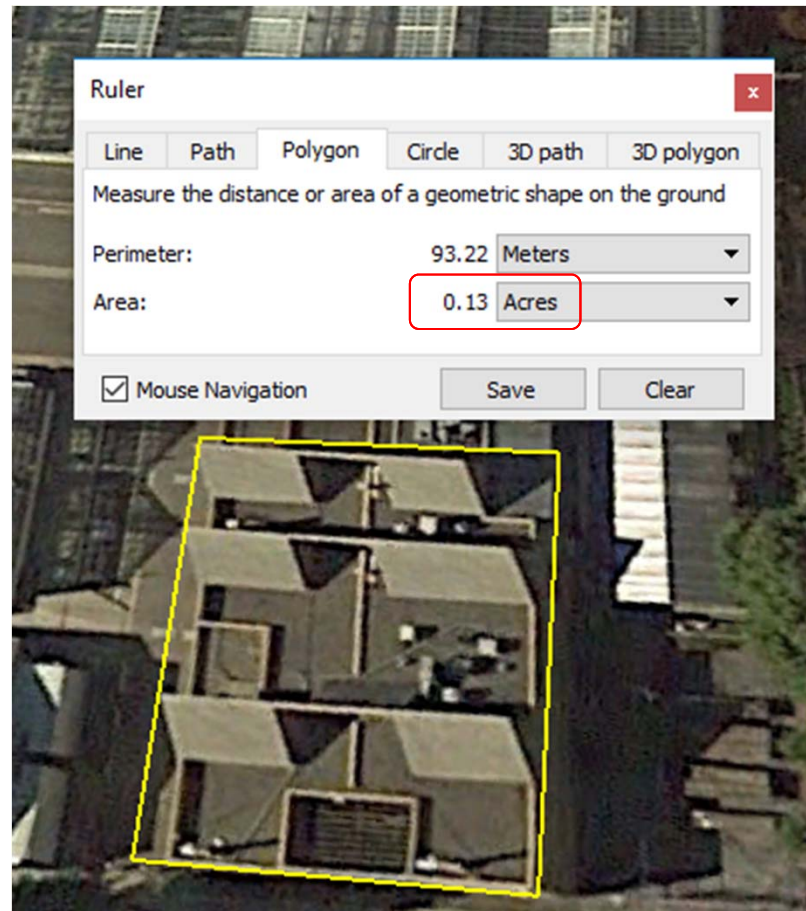 Ruler x
Line Path Polygon Circle 3D path 3D polygon
Measure the distance or area of a geometric shape on the ground
Perimeter: 93.22 Meters
Area: 0.13 Acres
Mouse Navigation Save Clear